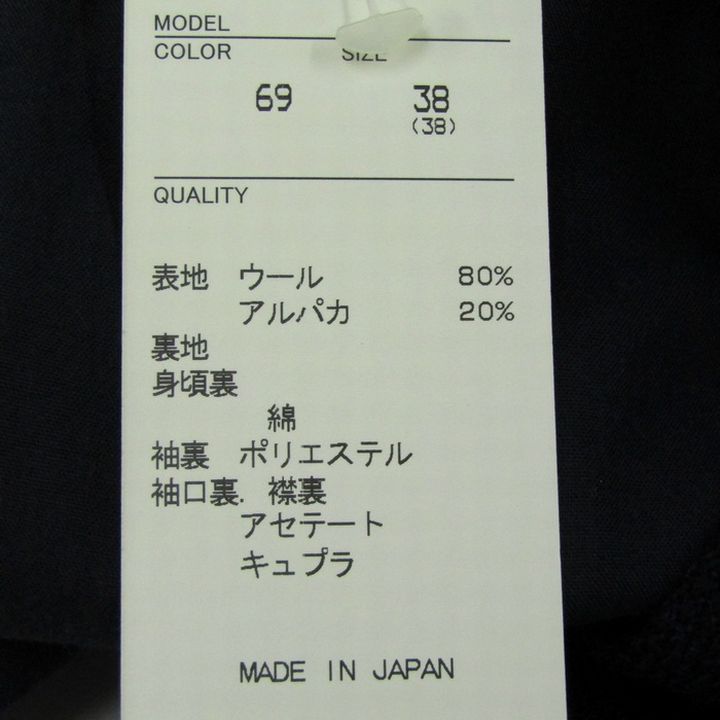 MODEL
COLOR SIZE
69 38
(38)
QUALITY
表地 ウール 80%
アルパカ 20%
裏地
身頃裏
綿
袖裏 ポリエステル
袖口裏. 襟裏
アセテート
キュプラ
MADE IN JAPAN